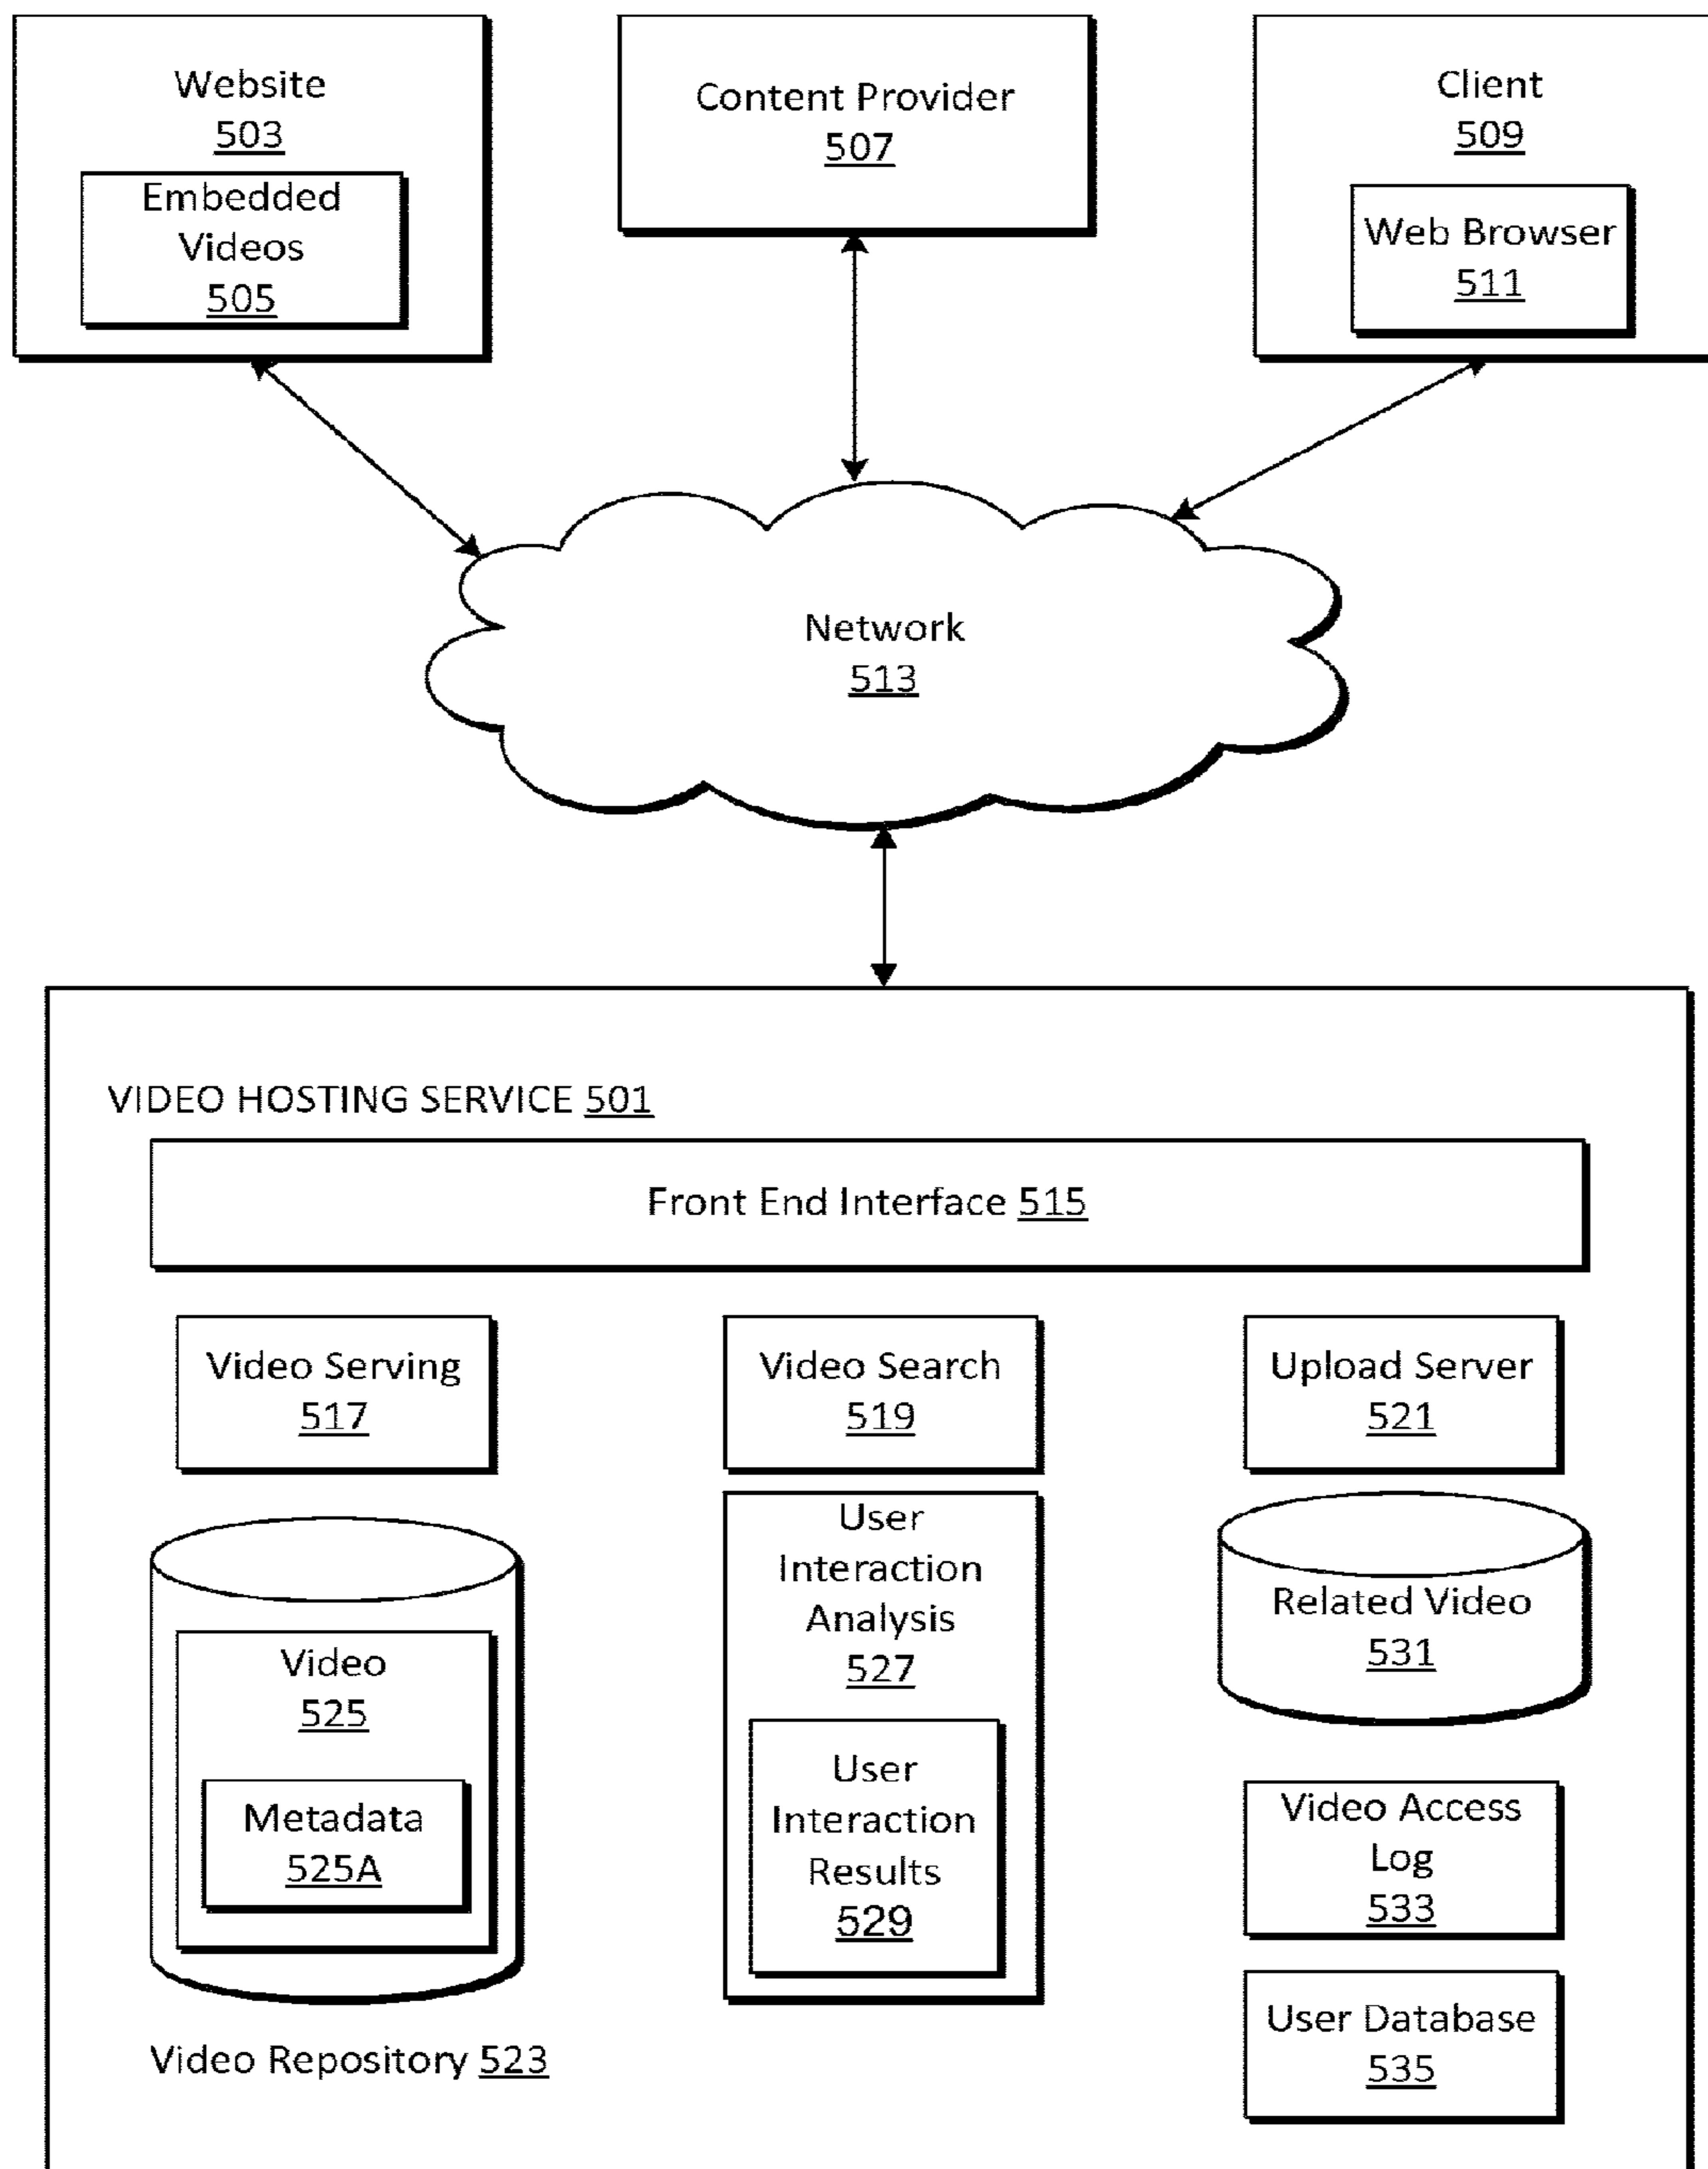 Website
503
Embedded
Videos
505
Content Provider
507
Client
509
Web Browser
511
Network
513
VIDEO HOSTING SERVICE 501
Front End Interface 515
Video Serving
517
Video Search
519
Upload Server
521
Video
525
Metadata
525A
Video Repository 523
User
Interaction
Analysis
527
User
Interaction
Results
529
Related Video
531
Video Access
Log
533
User Database
535